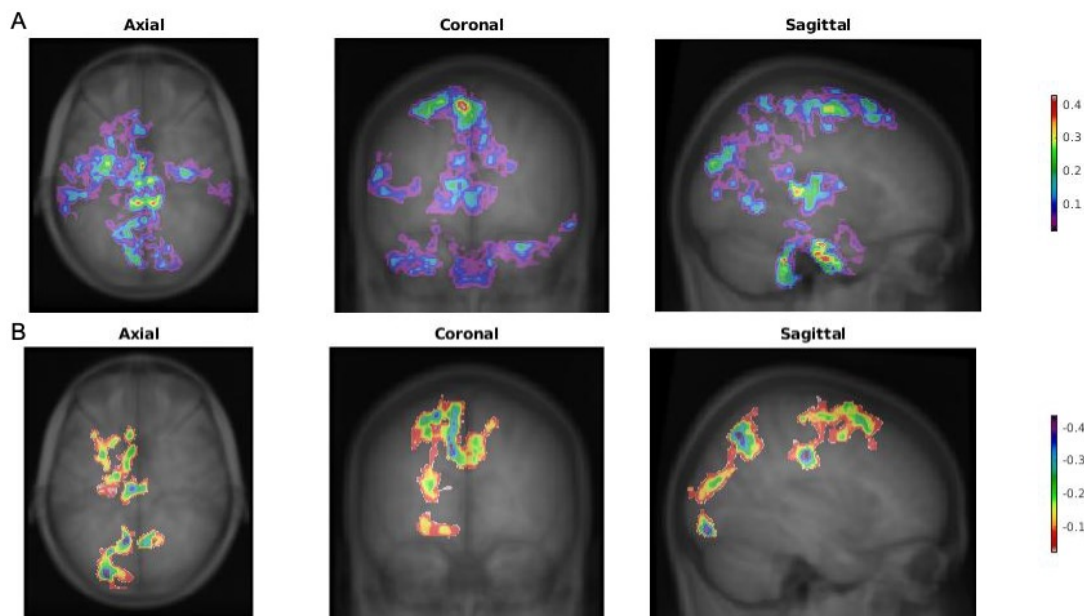 A
Axial
Coronal
Sagittal
0.4
0.3
0.2
0.1
B
Axial
Coronal
Sagittal
-0.4
-0.3
-0.2
-0.1